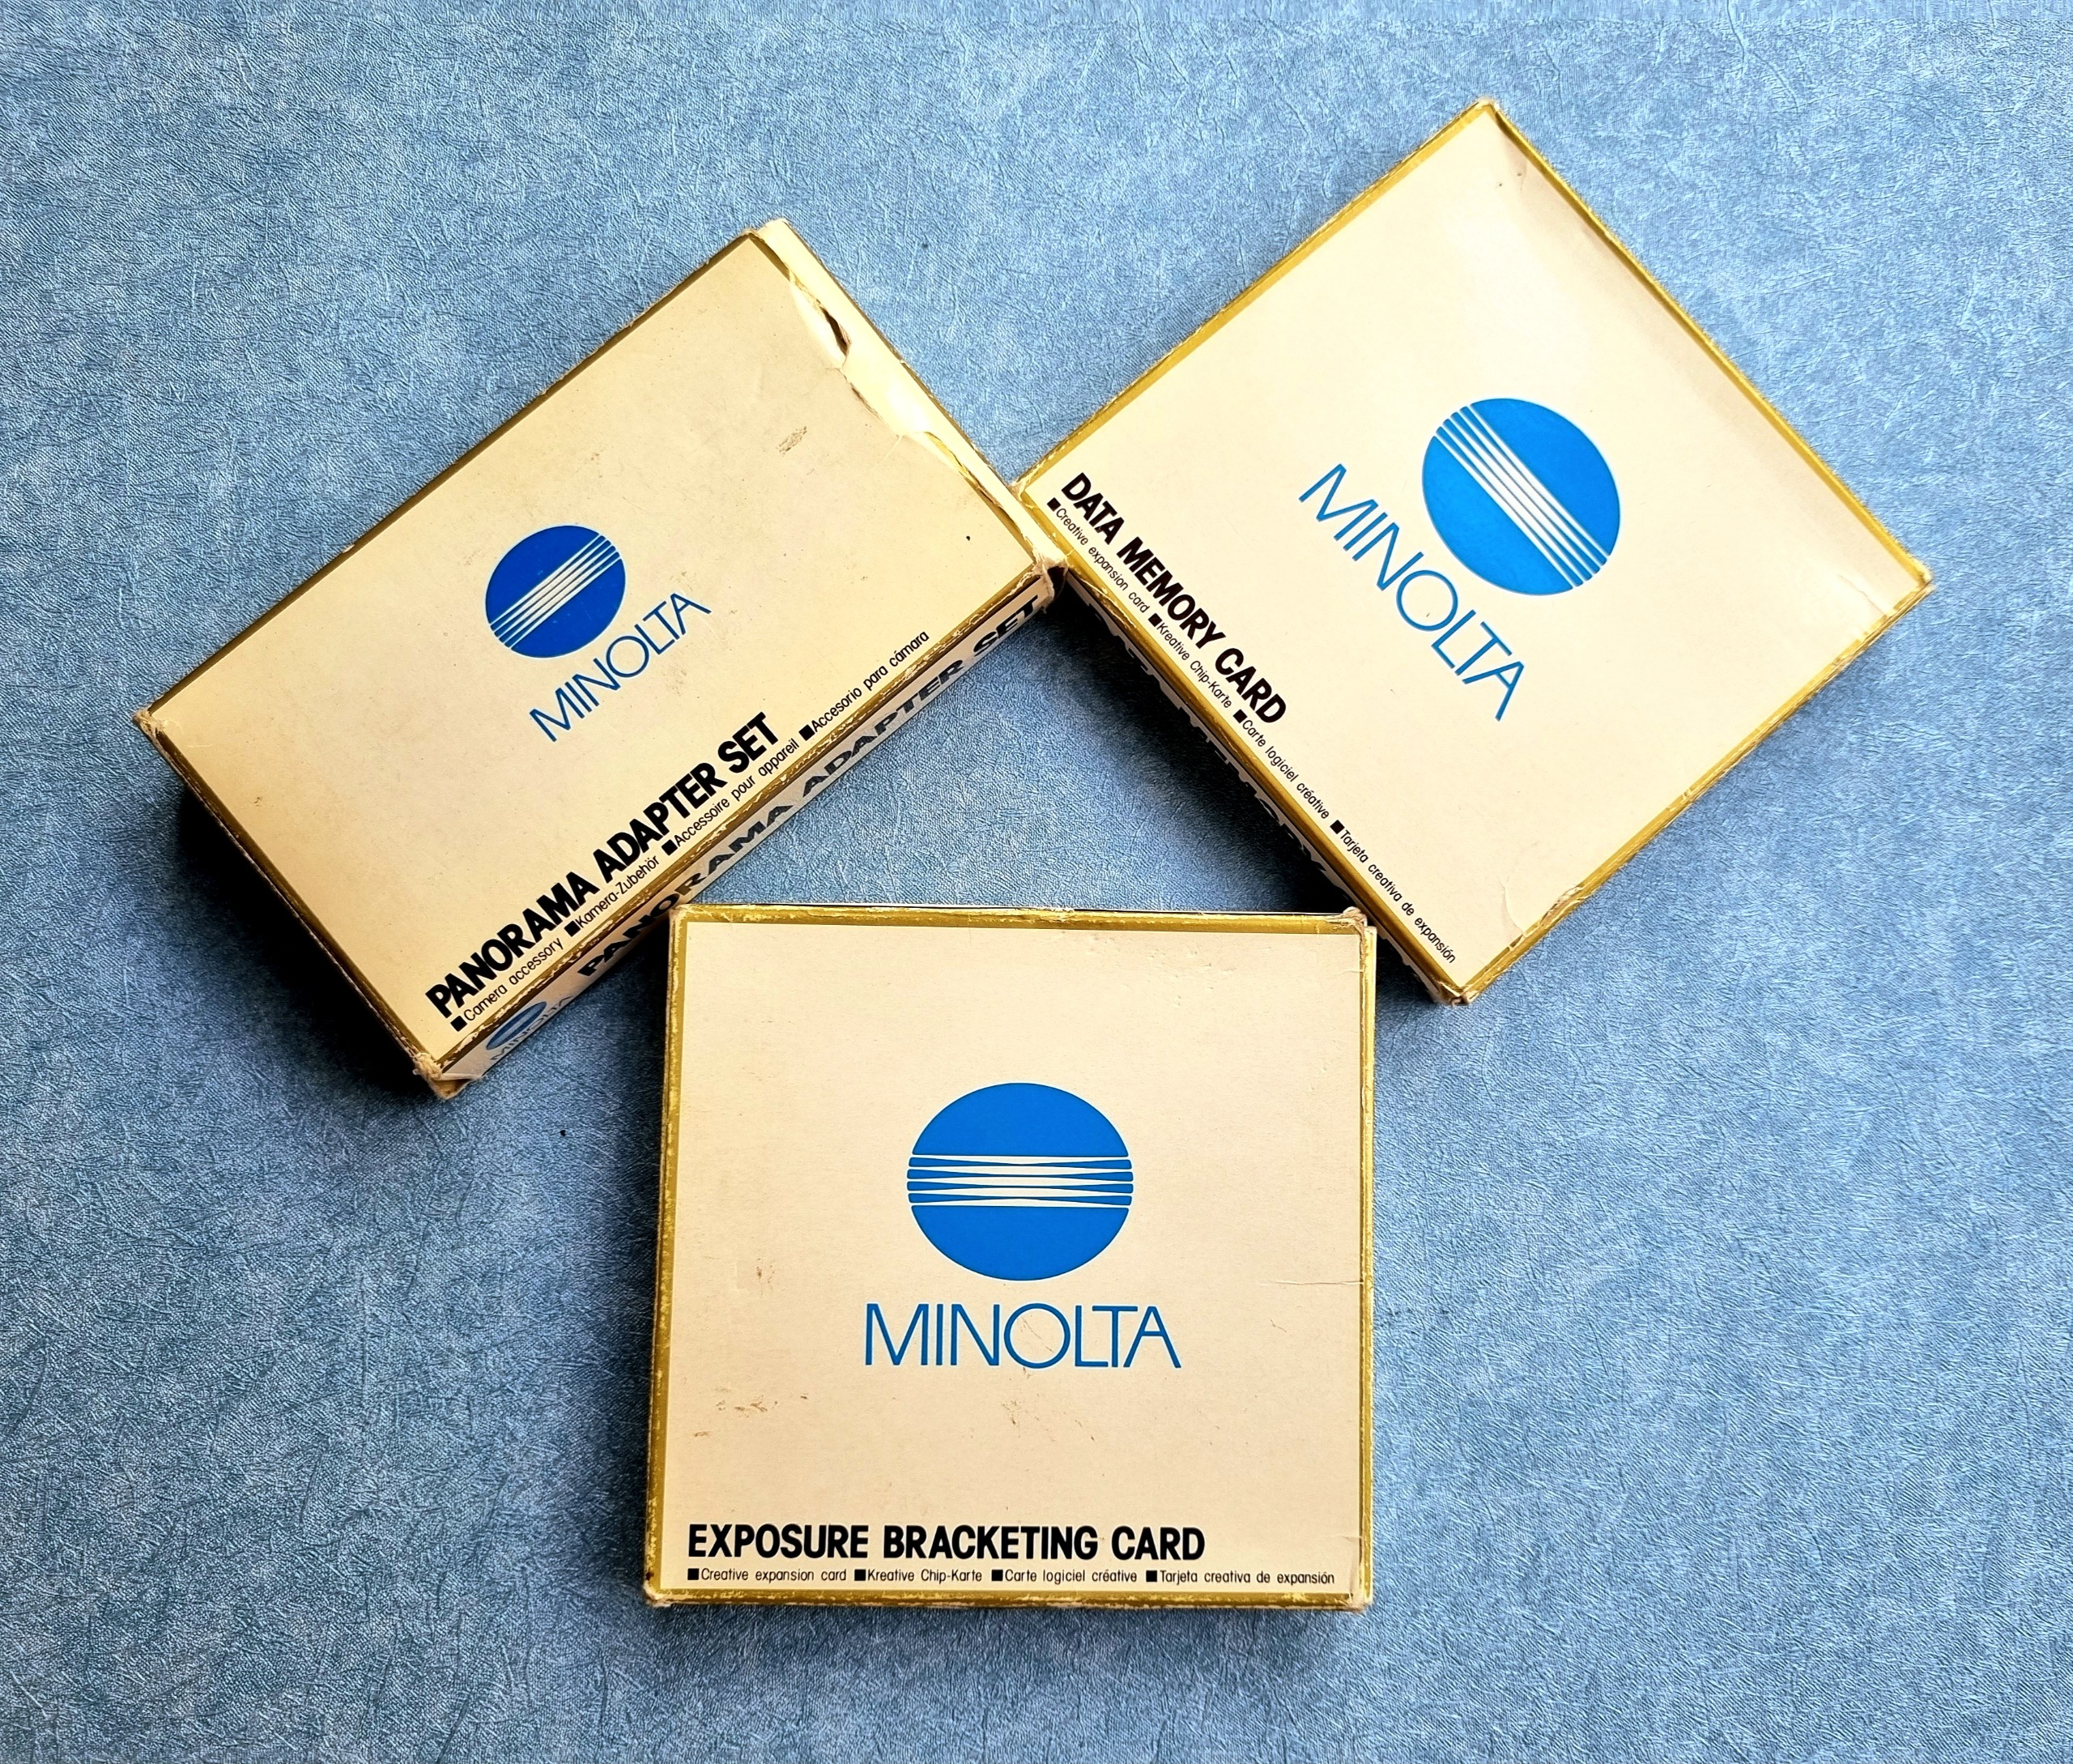 MINOLTA
PANORAMA ADAPTER SET
■Camera accessory ■Kamera-Zubehör ■Accessoire pour appareil ■Accesorio para cámara
MINOLTA
PANORAMA ADAPTER SET
MINOLTA
DATA MEMORY CARD
■Creative expansion card ■Kreative Chip-Karte ■Carte logiciel créative ■Tarjeta creativa de expansión
MEMORY
MINOLTA
EXPOSURE BRACKETING CARD
■Creative expansion card ■Kreative Chip-Karte ■Carte logiciel créative ■Tarjeta creativa de expansión